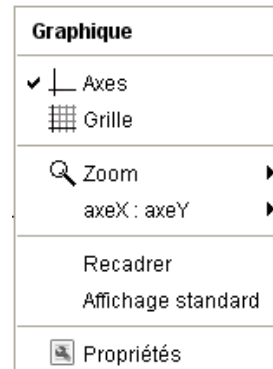 Graphique
Axes
Grille
Zoom
axeX : axeY
Recadrer
Affichage standard
Propriétés